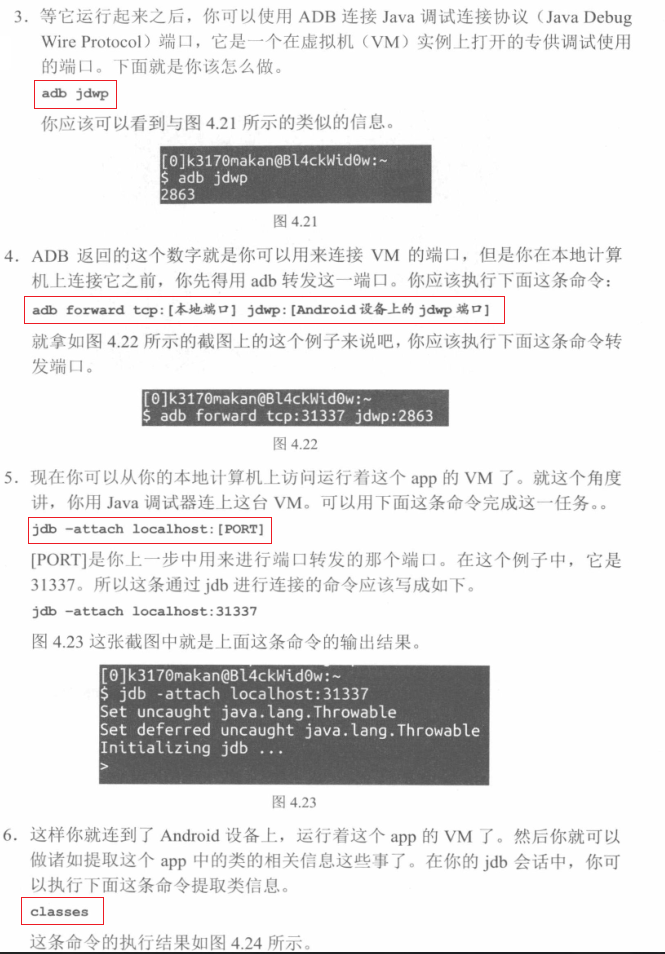 3. 等它运行起来之后，你可以使用 ADB 连接 Java 调试连接协议（Java Debug
Wire Protocol）端口，它是一个在虚拟机（VM）实例上打开的专供调试使用
的端口。下面就是你该怎么做。
adb jdwp
你应该可以看到与图 4.21 所示的类似的信息。
[0]k3170makan@Bl4ckWid0w:~
$ adb jdwp
2863
图 4.21
4. ADB 返回的这个数字就是你可以用来连接 VM 的端口，但是你在本地计算
机上连接它之前，你先得用 adb 转发这一端口。你应该执行下面这条命令：
adb forward tcp:[本地端口] jdwp:[Android 设备上的 jdwp 端口]
就拿如图 4.22 所示的截图上的这个例子来说吧，你应该执行下面这条命令转
发端口。
[0]k3170makan@Bl4ckWid0w:~
$ adb forward tcp:31337 jdwp:2863
图 4.22
5. 现在你可以从你的本地计算机上访问运行着这个 app 的 VM 了。就这个角度
讲，你用 Java 调试器连上这台 VM。可以用下面这条命令完成这一任务。。
jdb –attach localhost:[PORT]
[PORT]是你上一步中用来进行端口转发的那个端口。在这个例子中，它是
31337。所以这条通过 jdb 进行连接的命令应该写成如下。
jdb –attach localhost:31337
图 4.23 这张截图中就是上面这条命令的输出结果。
[0]k3170makan@Bl4ckWid0w:~
$ jdb -attach localhost:31337
Set uncaught java.lang.Throwable
Set deferred uncaught java.lang.Throwable
Initializing jdb ...
>
图 4.23
6. 这样你就连到了 Android 设备上，运行着这个 app 的 VM 了。然后你就可以
做诸如提取这个 app 中的类的相关信息这些事了。在你的 jdb 会话中，你可
以执行下面这条命令提取类信息。
classes
这条命令的执行结果如图 4.24 所示。